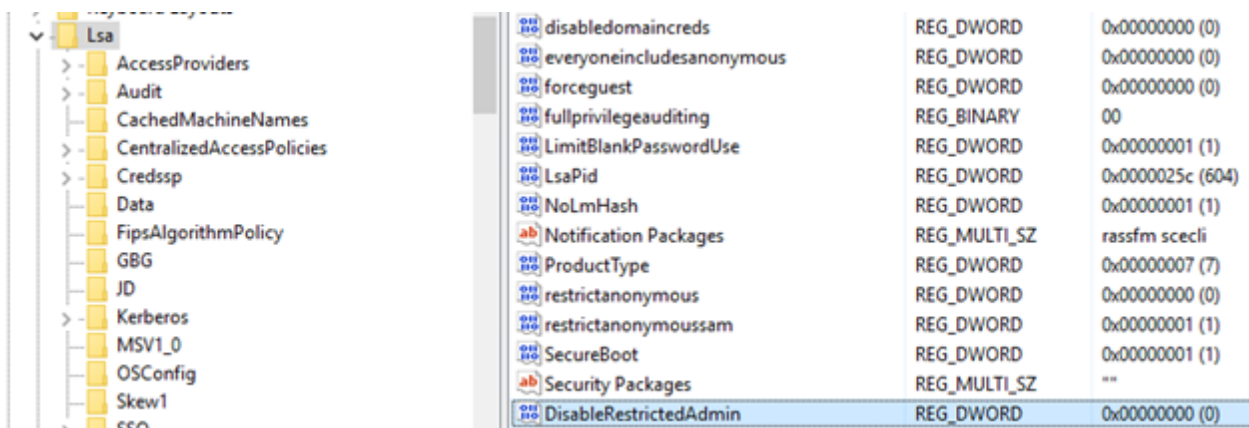 Lsa
AccessProviders
Audit
CachedMachineNames
CentralizedAccessPolicies
Credssp
Data
FipsAlgorithmPolicy
GBG
JD
Kerberos
MSV1_0
OSConfig
Skew1
SSO
disabledomaincreds REG_DWORD 0x00000000 (0)
everyoneincludesanonymous REG_DWORD 0x00000000 (0)
forceguest REG_DWORD 0x00000000 (0)
fullprivilegeauditing REG_BINARY 00
LimitBlankPasswordUse REG_DWORD 0x00000001 (1)
LsaPid REG_DWORD 0x0000025c (604)
NoLmHash REG_DWORD 0x00000001 (1)
Notification Packages REG_MULTI_SZ rassfm scecli
ProductType REG_DWORD 0x00000007 (7)
restrictanonymous REG_DWORD 0x00000000 (0)
restrictanonymoussam REG_DWORD 0x00000001 (1)
SecureBoot REG_DWORD 0x00000001 (1)
Security Packages REG_MULTI_SZ ""
DisableRestrictedAdmin REG_DWORD 0x00000000 (0)